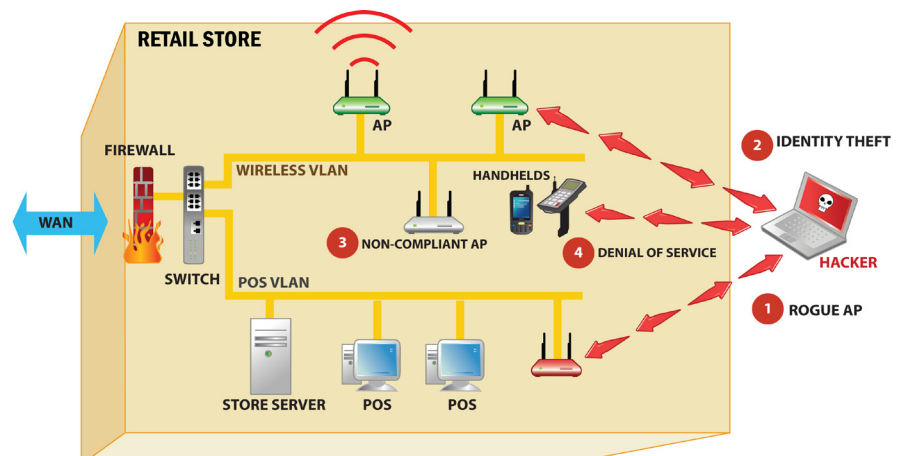 RETAIL STORE
AP
AP
2 IDENTITY THEFT
FIREWALL
WIRELESS VLAN
HANDHELDS
WAN
3 NON-COMPLIANT AP
4 DENIAL OF SERVICE
HACKER
SWITCH
POS VLAN
1 ROGUE AP
STORE SERVER
POS
POS